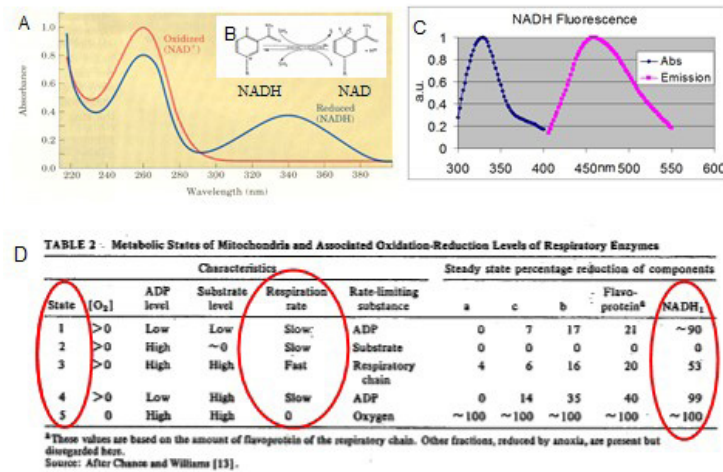 A
B
C
1.0
0.8
0.6
0.4
0.2
0.0
Absorbance
Oxidized
(NAD⁺)
NADH
NAD
Reduced
(NADH)
220
240
260
280
300
320
340
360
380
Wavelength (nm)
NADH Fluorescence
a.u.
1
0.8
0.6
0.4
0.2
0
Abs
Emission
300
350
400
450nm
500
550
600
D
TABLE 2 Metabolic States of Mitochondria and Associated Oxidation-Reduction Levels of Respiratory Enzymes
Characteristics Steady state percentage reduction of components
State [O₂] ADP level Substrate level Respiration rate Rate-limiting substance a c b Flavo-proteinᵃ NADH₁
1 >0 Low Low Slow ADP 0 7 17 21 ~90
2 >0 High ~0 Slow Substrate 0 0 0 0 0
3 >0 High High Fast Respiratory chain 4 6 16 20 53
4 >0 Low High Slow ADP 0 14 35 40 99
5 0 High High 0 Oxygen ~100 ~100 ~100 ~100 ~100
ᵃThese values are based on the amount of flavoprotein of the respiratory chain. Other fractions, reduced by anoxia, are present but
disregarded here.
Source: After Chance and Williams [13].